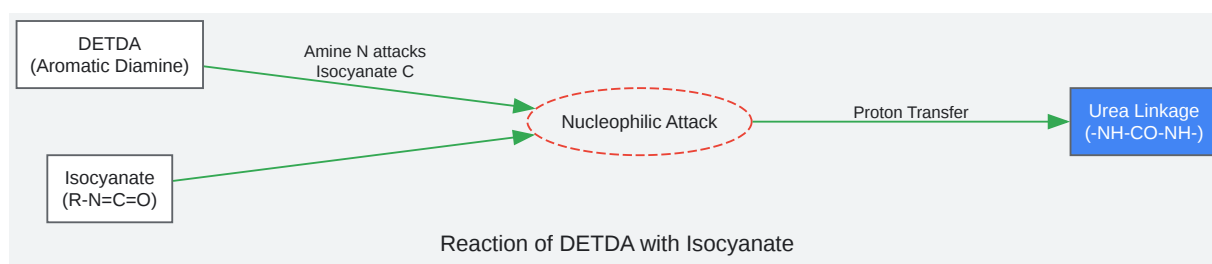 DETDA
(Aromatic Diamine)
Amine N attacks
Isocyanate C
Isocyanate
(R-N=C=O)
Nucleophilic Attack
Proton Transfer
Urea Linkage
(-NH-CO-NH-)
Reaction of DETDA with Isocyanate